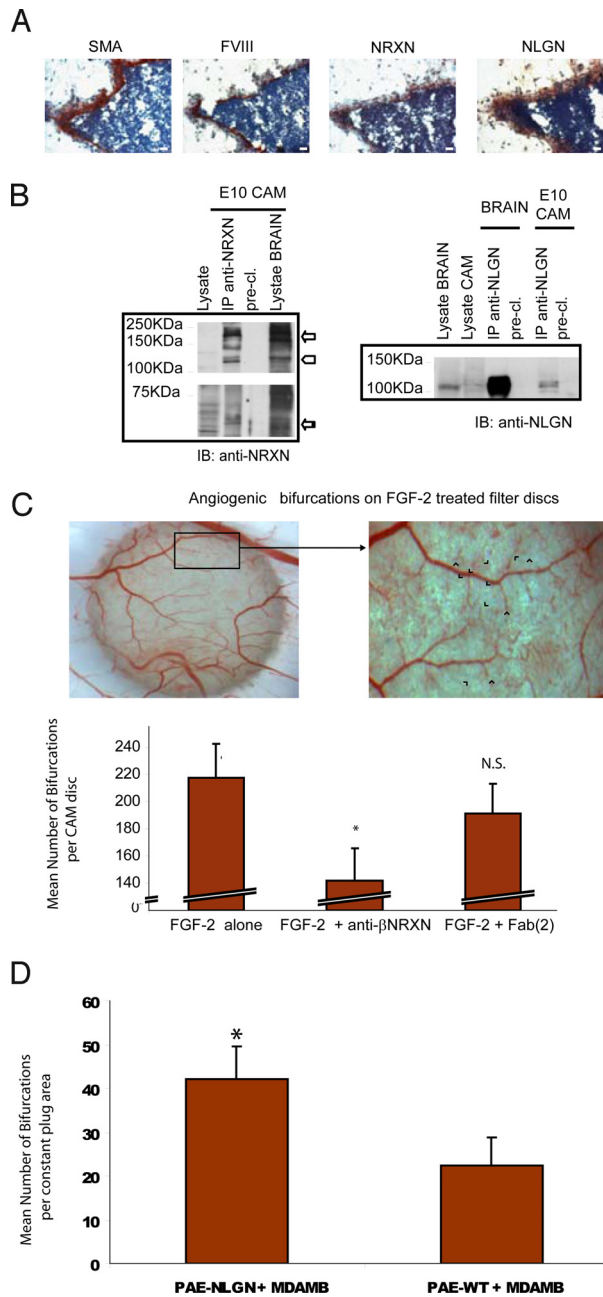 A
SMA FVIII NRXN NLGN
B
E10 CAM
Lysate
IP anti-NRXN
pre-cl.
Lystae BRAIN
250KDa
150KDa
100KDa
75KDa
IB: anti-NRXN
BRAIN
E10
CAM
Lysate BRAIN
Lysate CAM
IP anti-NLGN
pre-cl.
IP anti-NLGN
pre-cl.
150KDa
100KDa
IB: anti-NLGN
C
Angiogenic bifurcations on FGF-2 treated filter discs
Mean Number of Bifurcations
per CAM disc
240
220
200
180
160
140
0
*
N.S.
FGF-2 alone FGF-2 + anti-βNRXN FGF-2 + Fab(2)
D
Mean Number of Bifurcations
per constant plug area
60
50
40
30
20
10
0
*
PAE-NLGN+ MDAMB PAE-WT + MDAMB